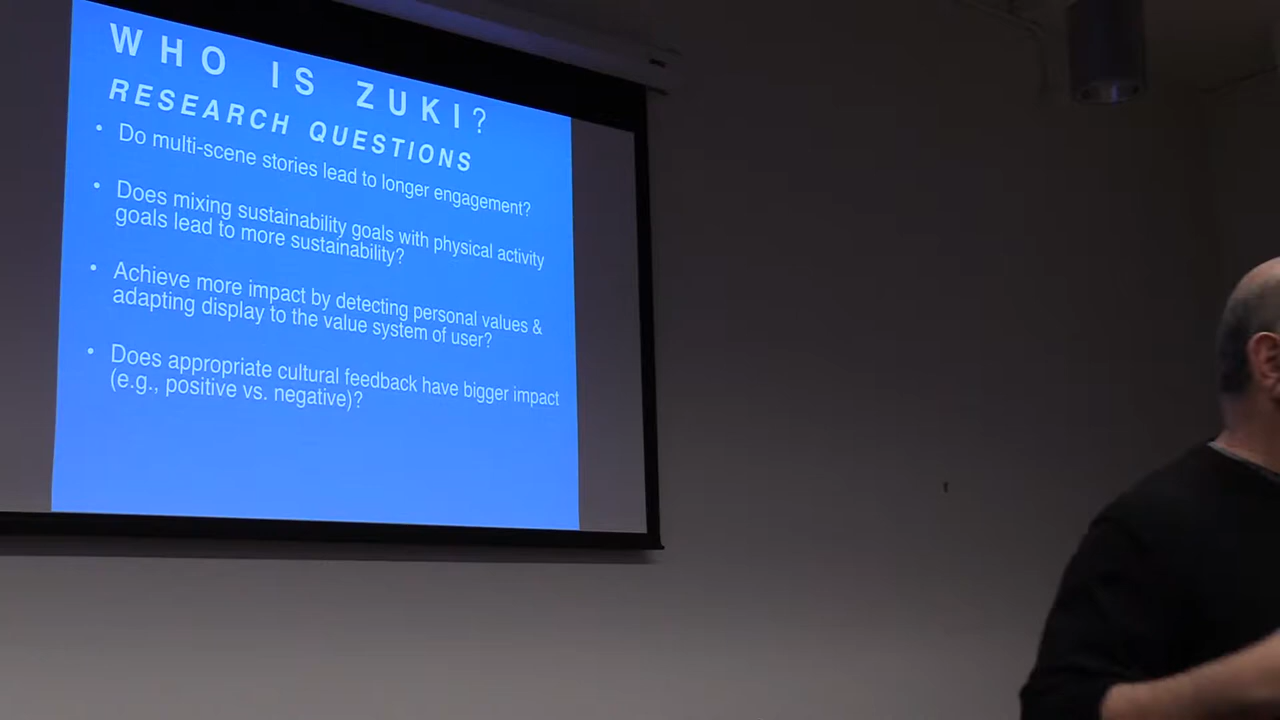 WHO IS ZUKI?
RESEARCH QUESTIONS
• Do multi-scene stories lead to longer engagement?
• Does mixing sustainability goals with physical activity
goals lead to more sustainability?
• Achieve more impact by detecting personal values &
adapting display to the value system of user?
• Does appropriate cultural feedback have bigger impact
(e.g., positive vs. negative)?